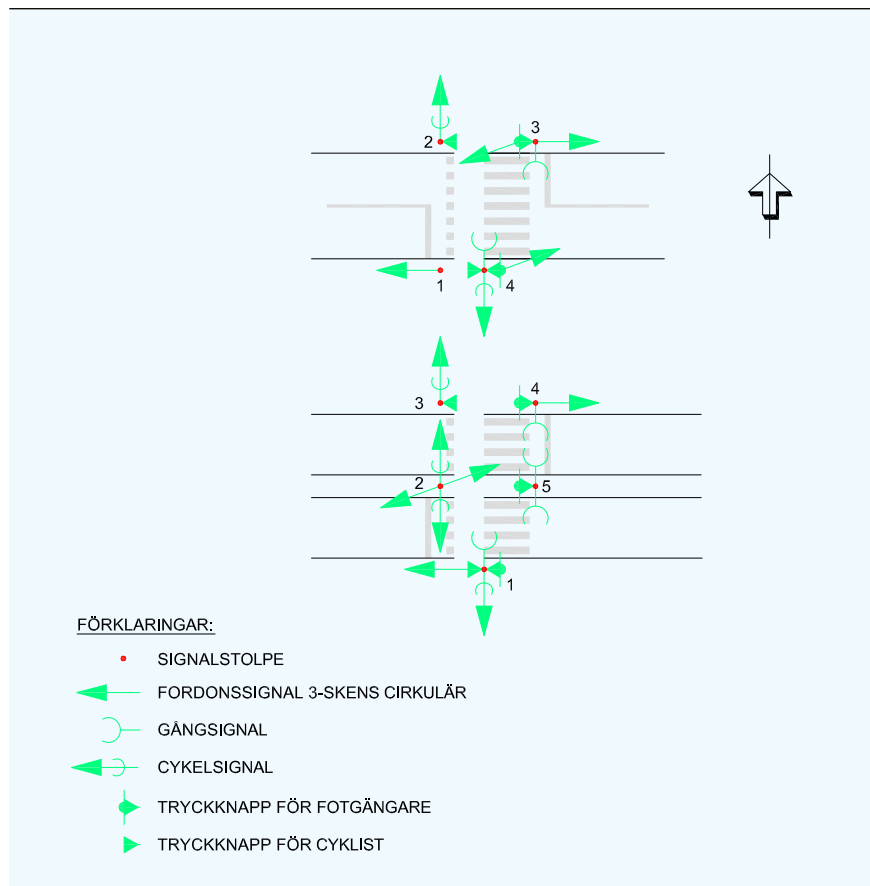 3
2
1
4
4
3
2
5
1
FÖRKLARINGAR:
SIGNALSTOLPE
FORDONSSIGNAL 3-SKENS CIRKULÄR
GÅNGSIGNAL
CYKELSIGNAL
TRYCKKNAPP FÖR FOTGÄNGARE
TRYCKKNAPP FÖR CYKLIST